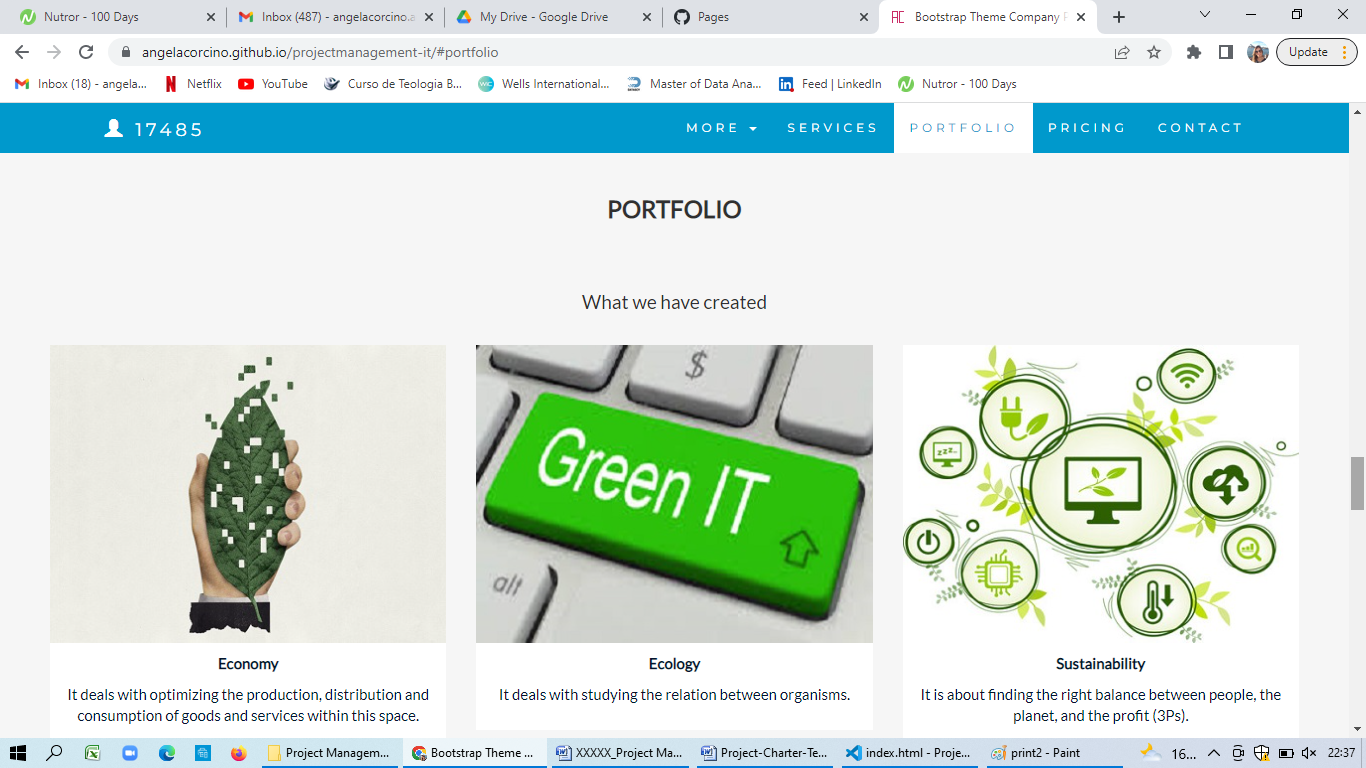 Nutror - 100 Days
Inbox (487) - angelacorcino.a
My Drive - Google Drive
Pages
Bootstrap Theme Company P
angelacorcino.github.io/projectmanagement-it/#portfolio
Update
Inbox (18) - angela...
Netflix
YouTube
Curso de Teologia B...
Wells International...
Master of Data Ana...
Feed | LinkedIn
Nutror - 100 Days
17485
MORE
SERVICES
PORTFOLIO
PRICING
CONTACT
PORTFOLIO
What we have created
$
Green IT
alt
zzz..
Economy
It deals with optimizing the production, distribution and
consumption of goods and services within this space.
Ecology
It deals with studying the relation between organisms.
Sustainability
It is about finding the right balance between people, the
planet, and the profit (3Ps).
Project Managem...
Bootstrap Theme ...
XXXXX_Project Ma...
Project-Charter-Te...
index.html - Proje...
print2 - Paint
16...
22:37